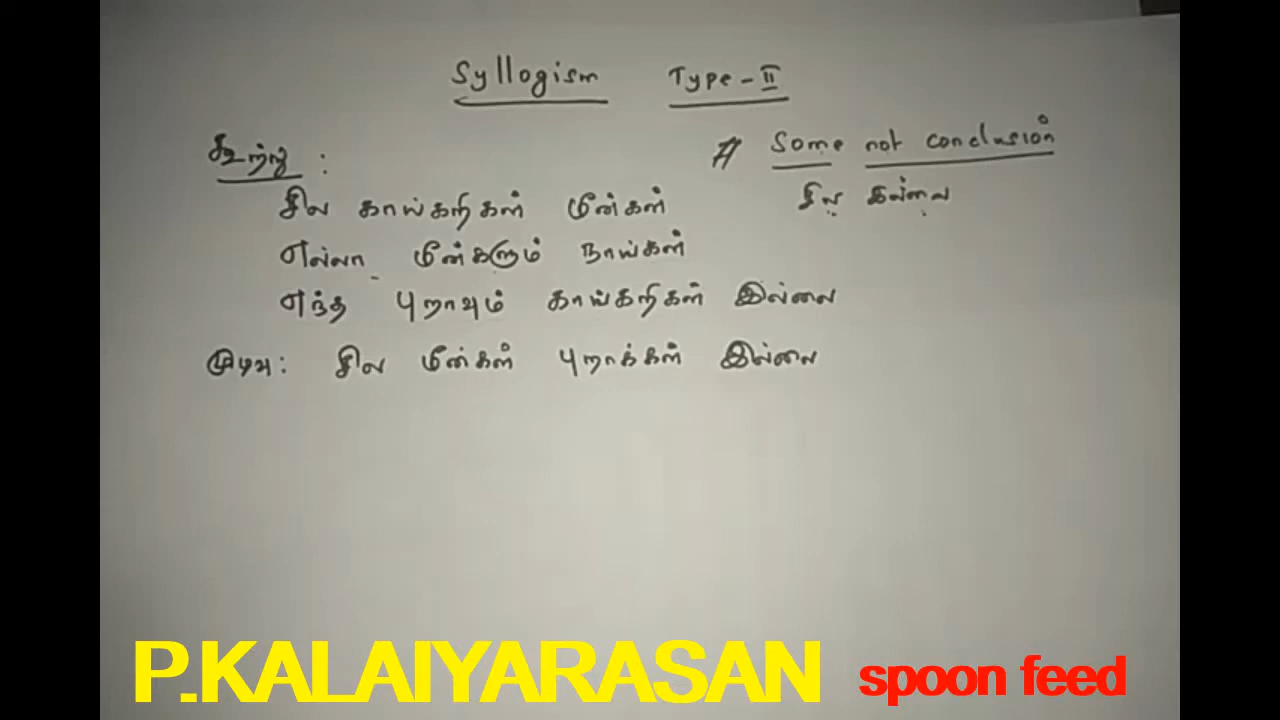 Syllogism Type - II
கூற்று :
# Some not conclusion
சில இல்லை
சில காய்கறிகள் மீன்கள்
எல்லா மீன்களும் நாய்கள்
எந்த புறாவும் காய்கறிகள் இல்லை
முடிவு : சில மீன்கள் புறாக்கள் இல்லை
P.KALAIYARASAN spoon feed